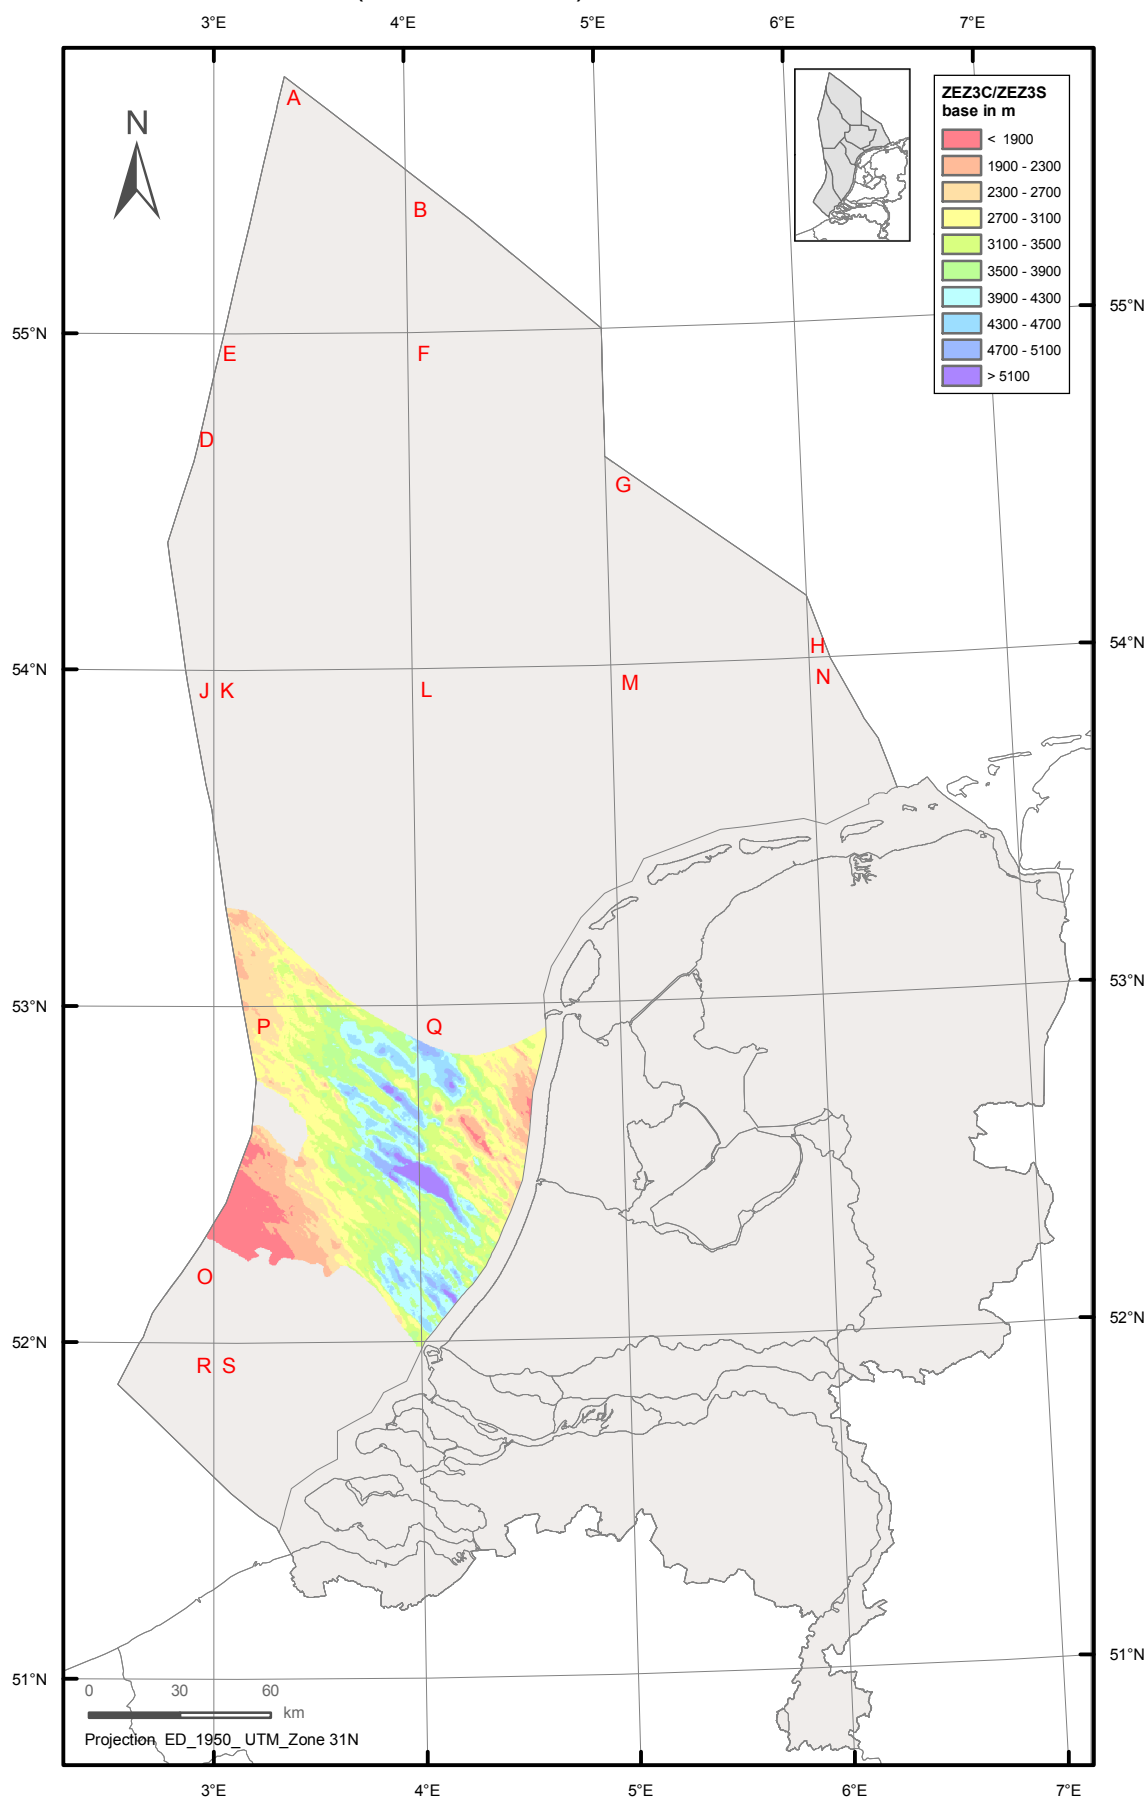 3°E 4°E 5°E 6°E 7°E
N
ZEZ3C/ZEZ3S
base in m
< 1900
1900 - 2300
2300 - 2700
2700 - 3100
3100 - 3500
3500 - 3900
3900 - 4300
4300 - 4700
4700 - 5100
> 5100
A
B
55°N 55°N
E F
D
G
H
54°N 54°N
J K L M N
53°N 53°N
P Q
O
52°N 52°N
R S
51°N 51°N
0 30 60
km
Projection ED_1950_UTM_Zone 31N
3°E 4°E 5°E 6°E 7°E